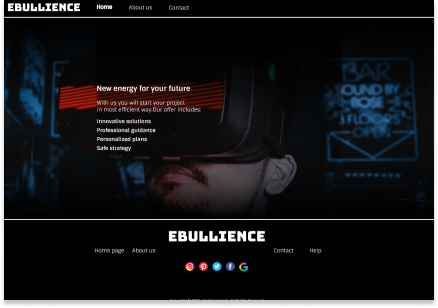 EBULLIENCE Home About us Contact
New energy for your future
With us you will start your project
in most efficient way.Our offer includes:
Innovative solutions
Professional guidance
Personalized plans
Safe strategy
BAR
OUND BY
BOSE
3 FLOORS
OPEN
EBULLIENCE
Home page About us Contact Help